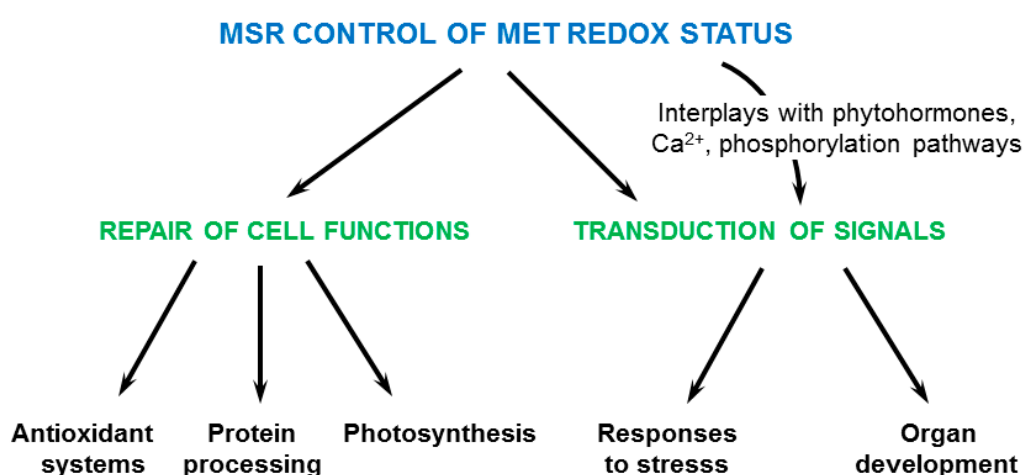 MSR CONTROL OF MET REDOX STATUS
Interplays with phytohormones,
Ca²⁺, phosphorylation pathways
REPAIR OF CELL FUNCTIONS
TRANSDUCTION OF SIGNALS
Antioxidant
systems
Protein
processing
Photosynthesis
Responses
to stresss
Organ
development